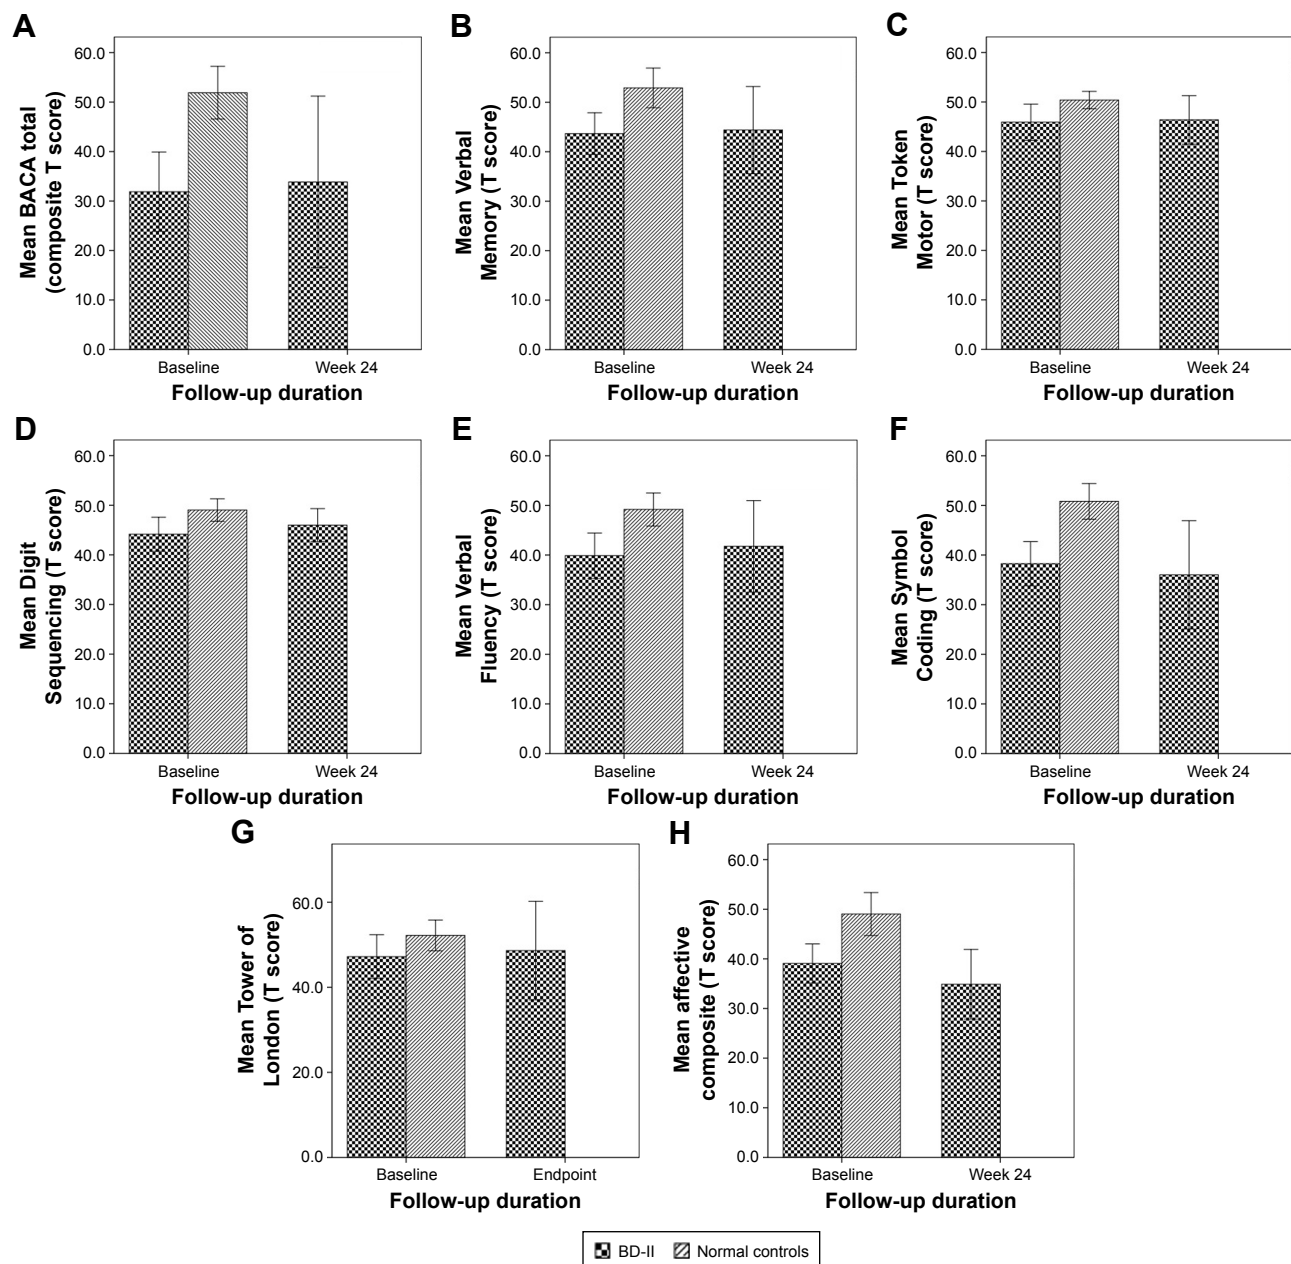 A
Mean BACA total
(composite T score)
60.0
50.0
40.0
30.0
20.0
10.0
0.0
Baseline
Week 24
Follow-up duration
B
Mean Verbal
Memory (T score)
60.0
50.0
40.0
30.0
20.0
10.0
0.0
Baseline
Week 24
Follow-up duration
C
Mean Token
Motor (T score)
60.0
50.0
40.0
30.0
20.0
10.0
0.0
Baseline
Week 24
Follow-up duration
D
Mean Digit
Sequencing (T score)
60.0
50.0
40.0
30.0
20.0
10.0
0.0
Baseline
Week 24
Follow-up duration
E
Mean Verbal
Fluency (T score)
60.0
50.0
40.0
30.0
20.0
10.0
0.0
Baseline
Week 24
Follow-up duration
F
Mean Symbol
Coding (T score)
60.0
50.0
40.0
30.0
20.0
10.0
0.0
Baseline
Week 24
Follow-up duration
G
Mean Tower of
London (T score)
60.0
40.0
20.0
0.0
Baseline
Endpoint
Follow-up duration
H
Mean affective
composite (T score)
60.0
50.0
40.0
30.0
20.0
10.0
0.0
Baseline
Week 24
Follow-up duration
BD-II
Normal controls